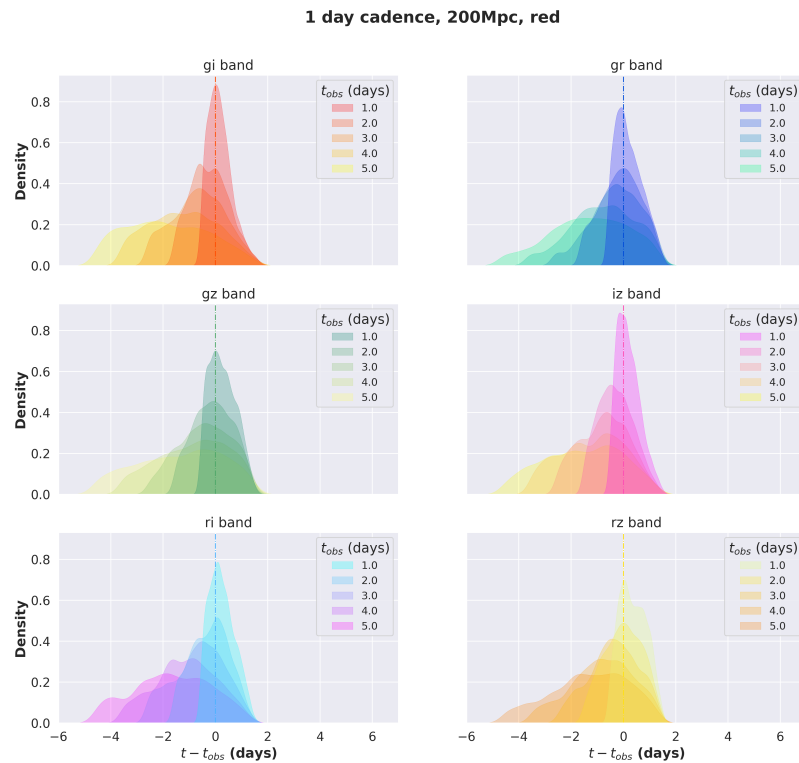 1 day cadence, 200Mpc, red
gi band
gr band
Density
0.0
0.2
0.4
0.6
0.8
t_obs (days)
1.0
2.0
3.0
4.0
5.0
t_obs (days)
1.0
2.0
3.0
4.0
5.0
gz band
iz band
Density
0.0
0.2
0.4
0.6
0.8
t_obs (days)
1.0
2.0
3.0
4.0
5.0
t_obs (days)
1.0
2.0
3.0
4.0
5.0
ri band
rz band
Density
0.0
0.2
0.4
0.6
0.8
t_obs (days)
1.0
2.0
3.0
4.0
5.0
t_obs (days)
1.0
2.0
3.0
4.0
5.0
−6 −4 −2 0 2 4 6
t − t_obs (days)
−6 −4 −2 0 2 4 6
t − t_obs (days)